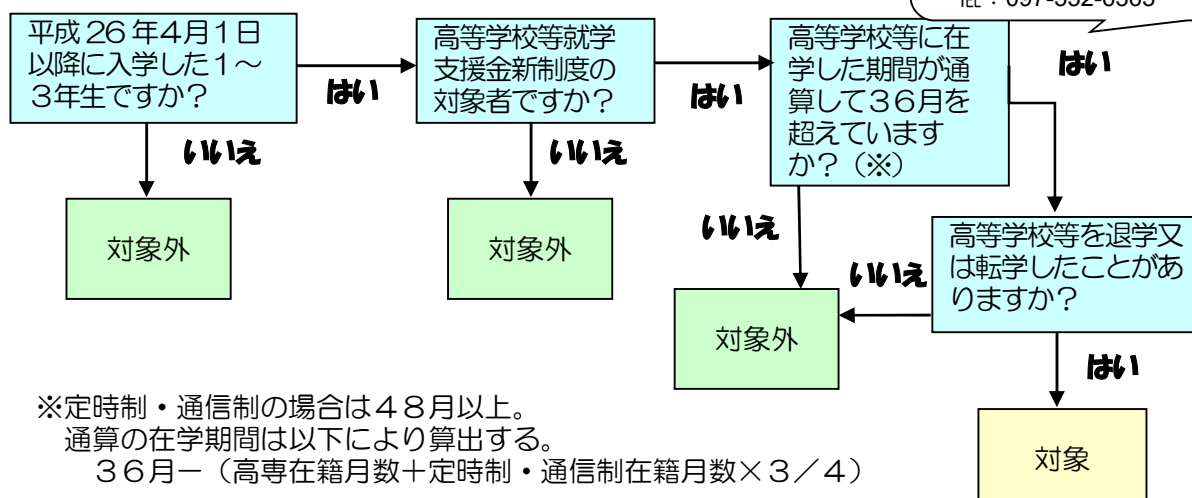 ℡：097-552-6585
平成26年4月1日
以降に入学した１～
３年生ですか？
はい
いいえ
対象外
高等学校等就学
支援金新制度の
対象者ですか？
はい
いいえ
対象外
高等学校等に在
学した期間が通
算して３６月を
超えています
か？（※）
はい
いいえ
対象外
高等学校等を退学又
は転学したことがあ
りますか？
いいえ
はい
対象
※定時制・通信制の場合は４８月以上。
通算の在学期間は以下により算出する。
３６月－（高専在籍月数＋定時制・通信制在籍月数×３／４）